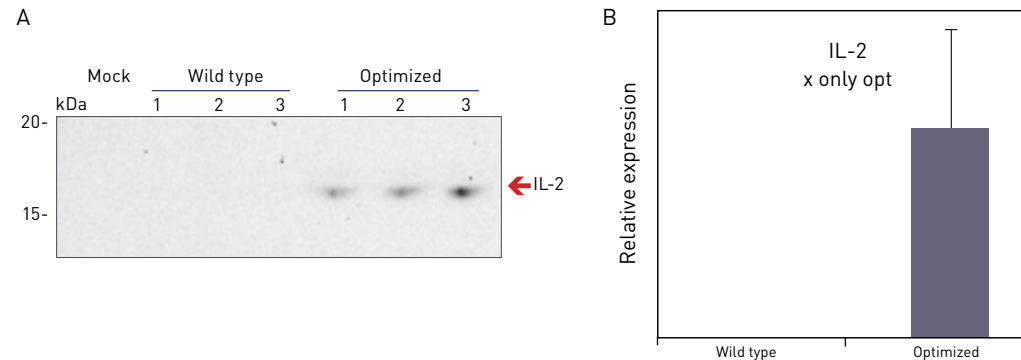 A
Mock Wild type Optimized
kDa 1 2 3 1 2 3
20-
IL-2
15-
B
IL-2
x only opt
Relative expression
Wild type Optimized